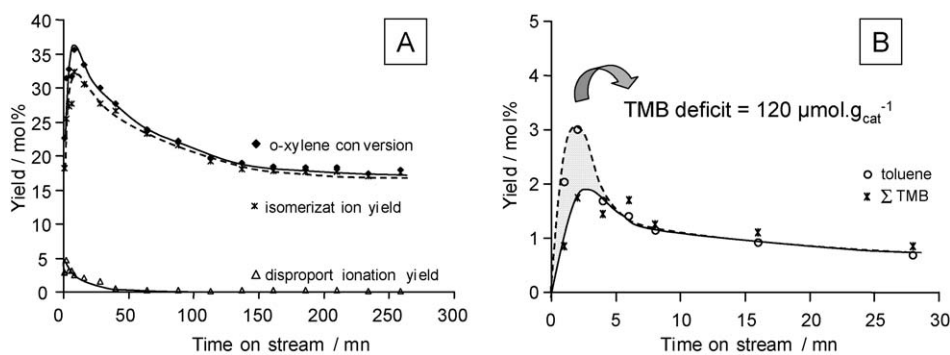 A
Yield / mol%
40
35
30
25
20
15
10
5
0
o-xylene conversion
isomerizat ion yield
disproport ionation yield
0 50 100 150 200 250 300
Time on stream / mn
B
Yield / mol%
5
4
3
2
1
0
TMB deficit = 120 µmol.gcat-1
toluene
∑ TMB
0 5 10 15 20 25 30
Time on stream / mn